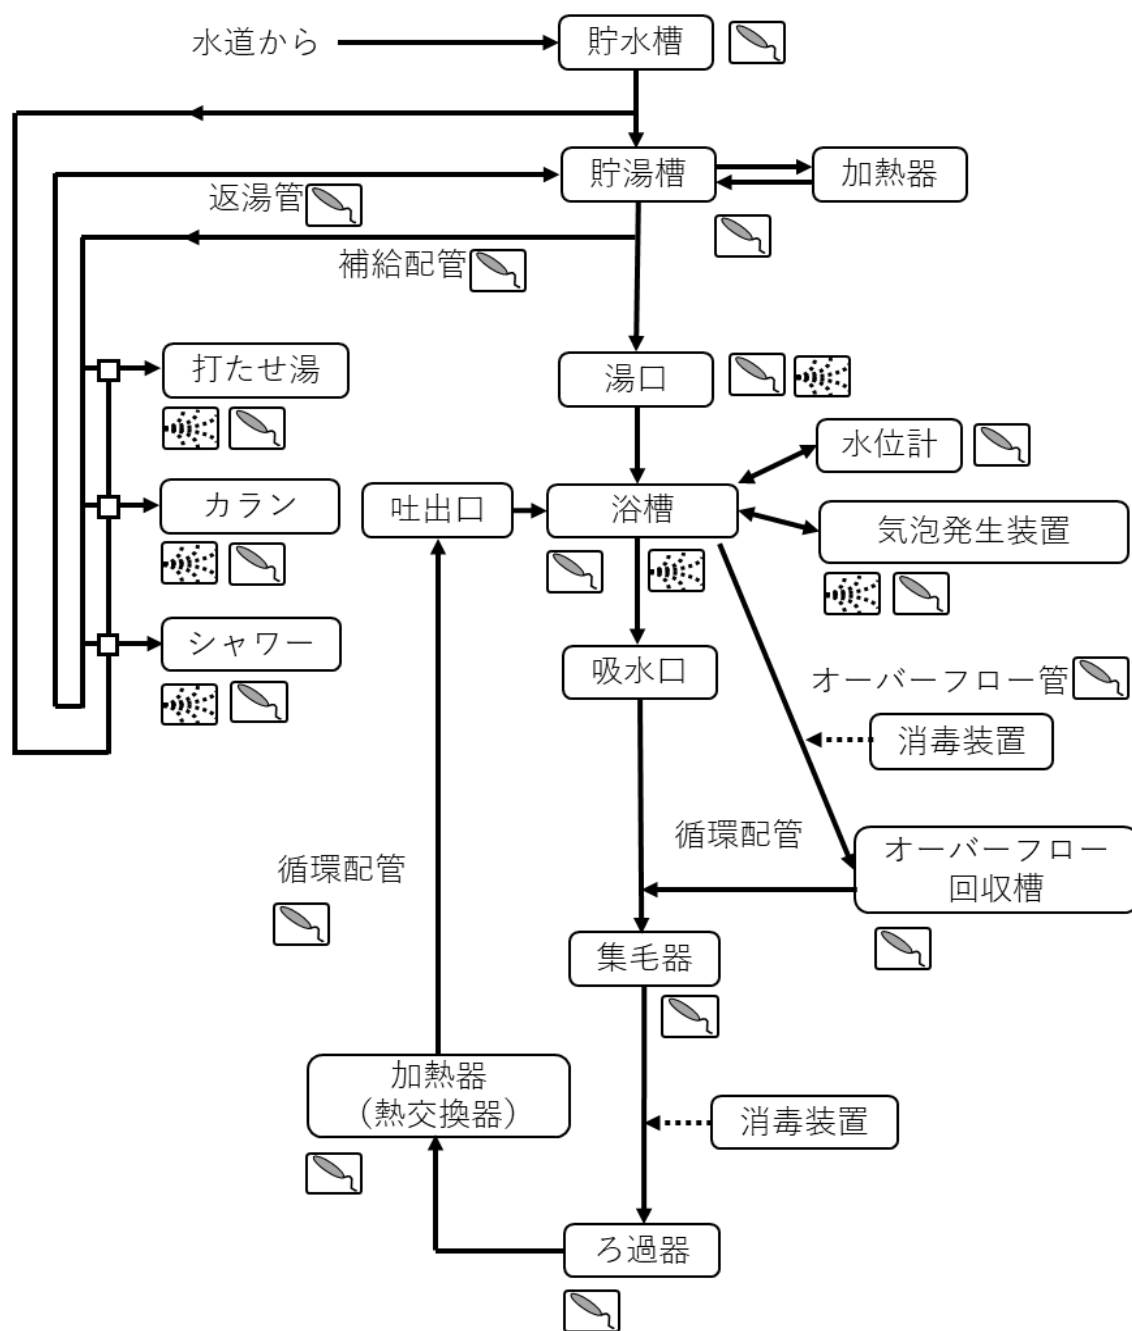 水道から
貯水槽
貯湯槽
加熱器
返湯管
補給配管
打たせ湯
湯口
水位計
カラン
吐出口
浴槽
気泡発生装置
シャワー
吸水口
オーバーフロー管
消毒装置
循環配管
オーバーフロー
回収槽
循環配管
集毛器
加熱器
（熱交換器）
消毒装置
ろ過器